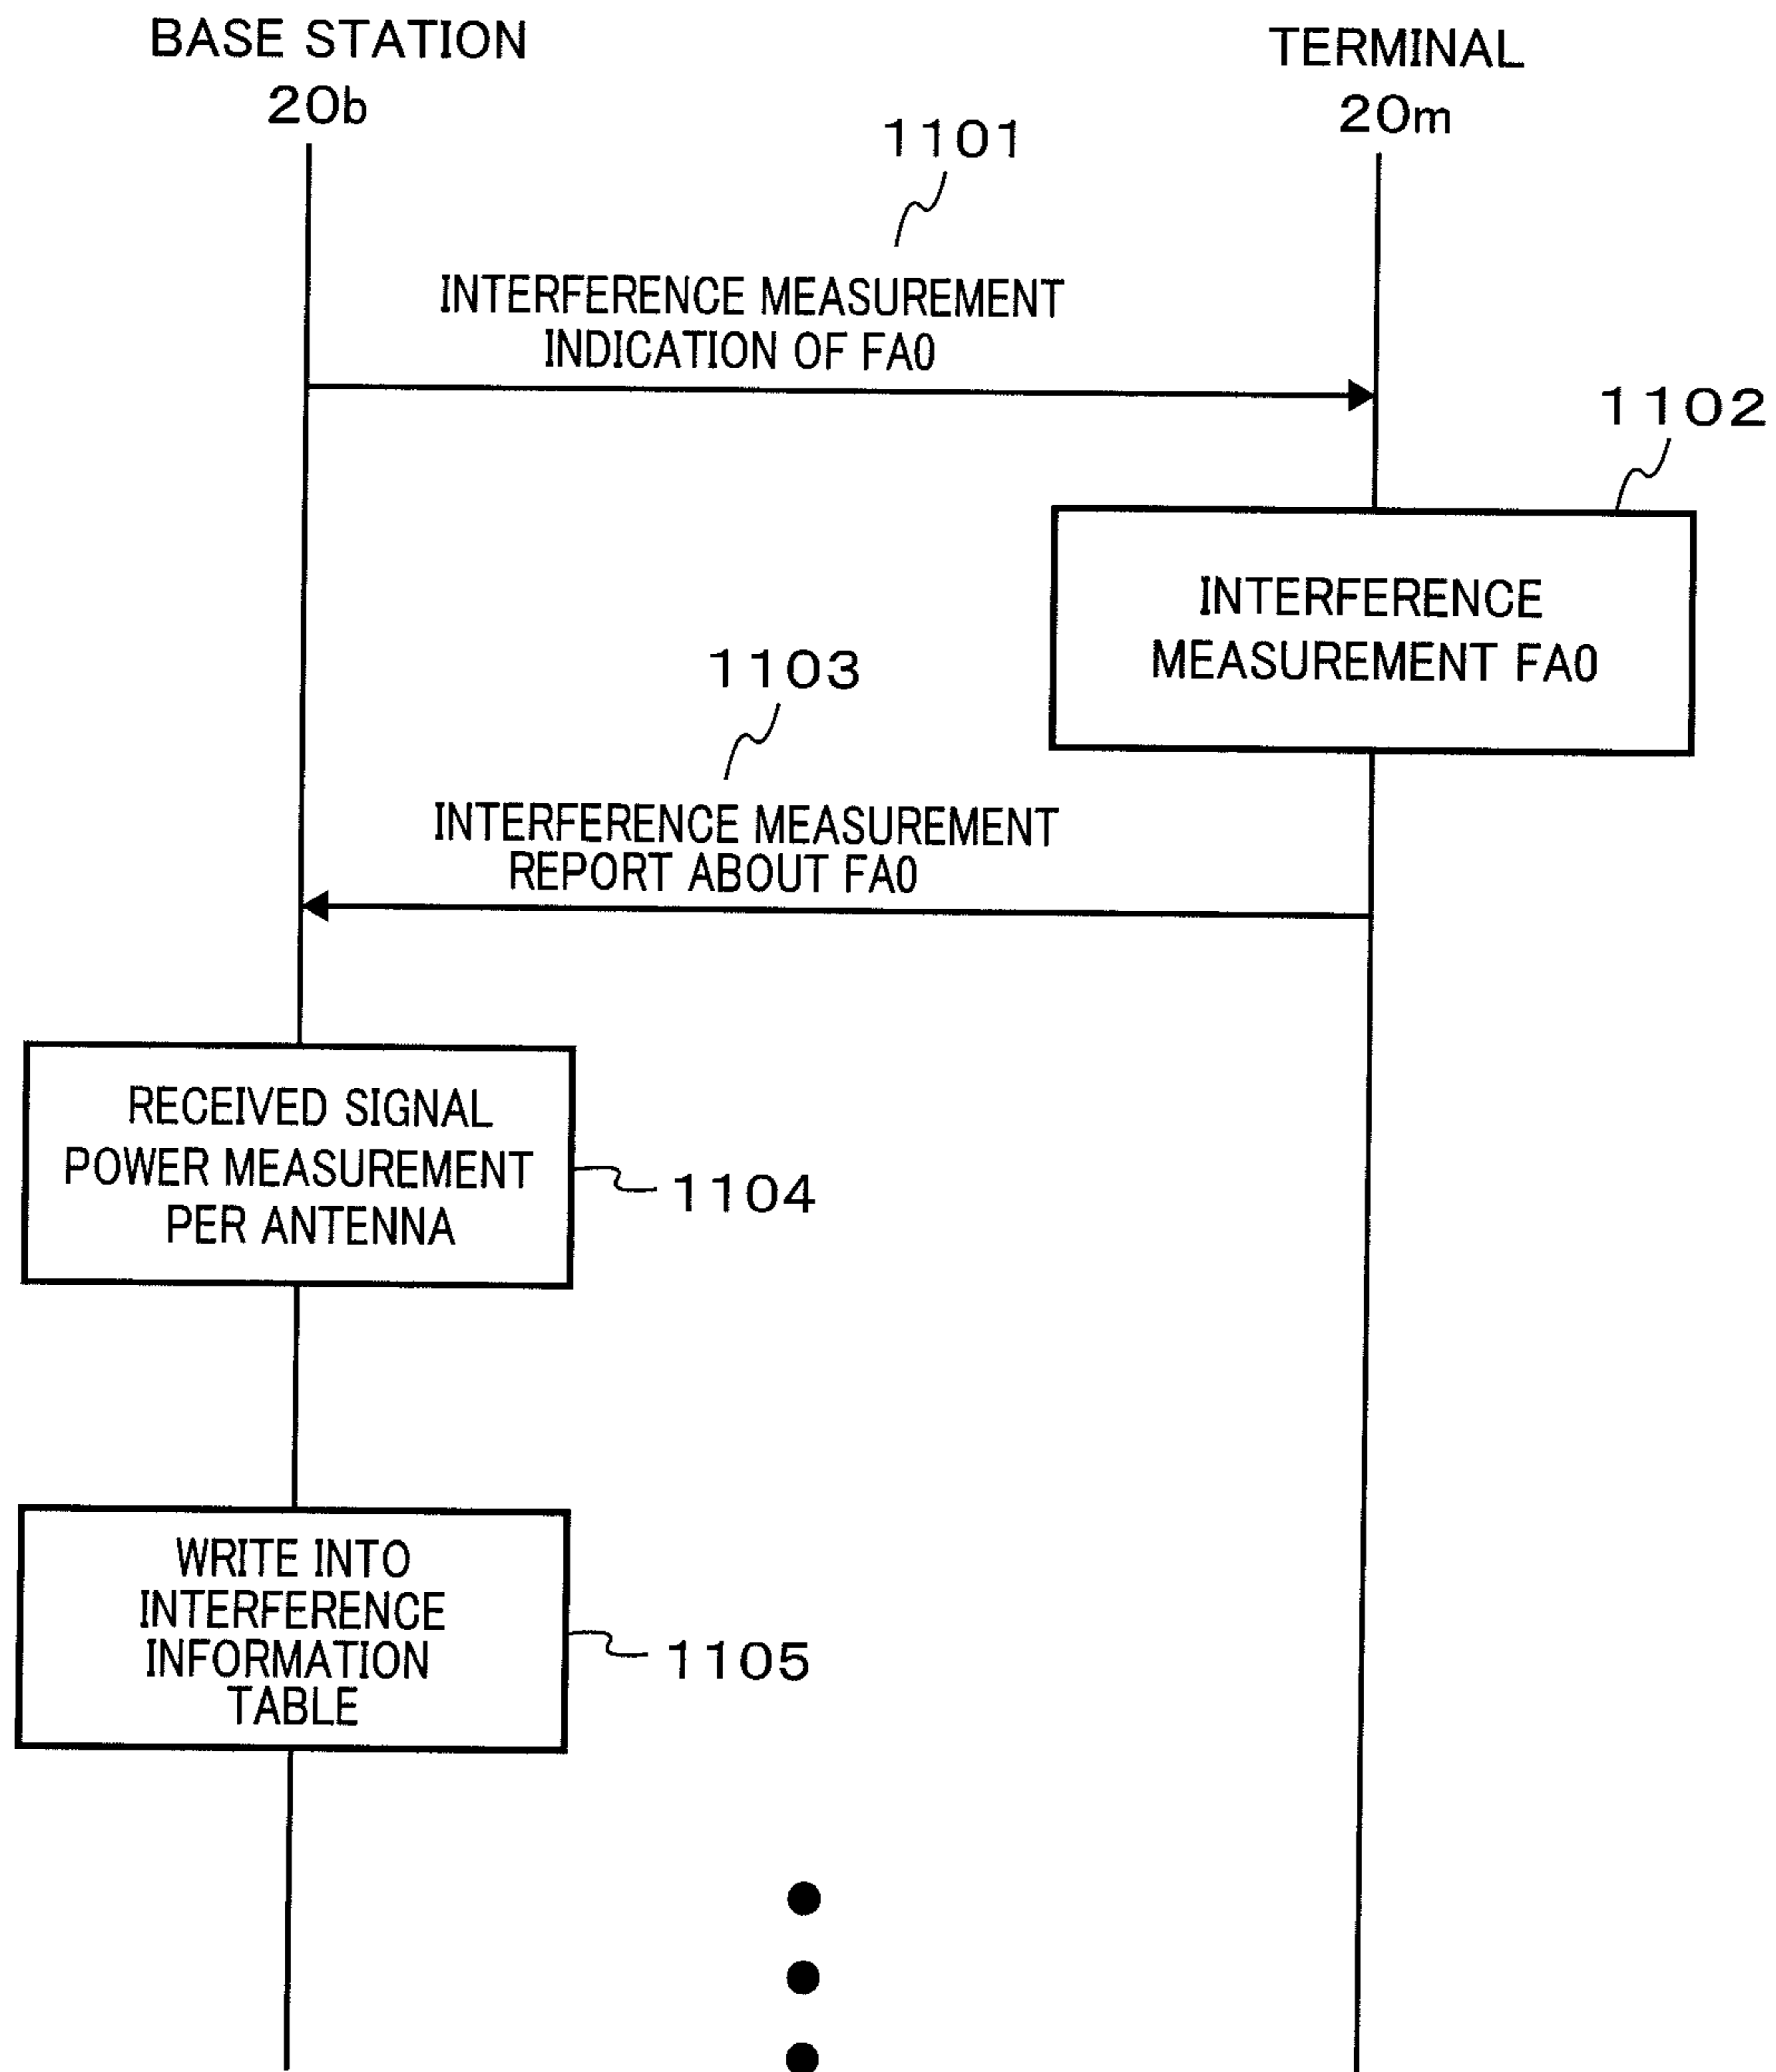 BASE STATION
20b
TERMINAL
20m
1101
INTERFERENCE MEASUREMENT
INDICATION OF FA0
1102
INTERFERENCE
MEASUREMENT FA0
1103
INTERFERENCE MEASUREMENT
REPORT ABOUT FA0
RECEIVED SIGNAL
POWER MEASUREMENT
PER ANTENNA
1104
WRITE INTO
INTERFERENCE
INFORMATION
TABLE
1105